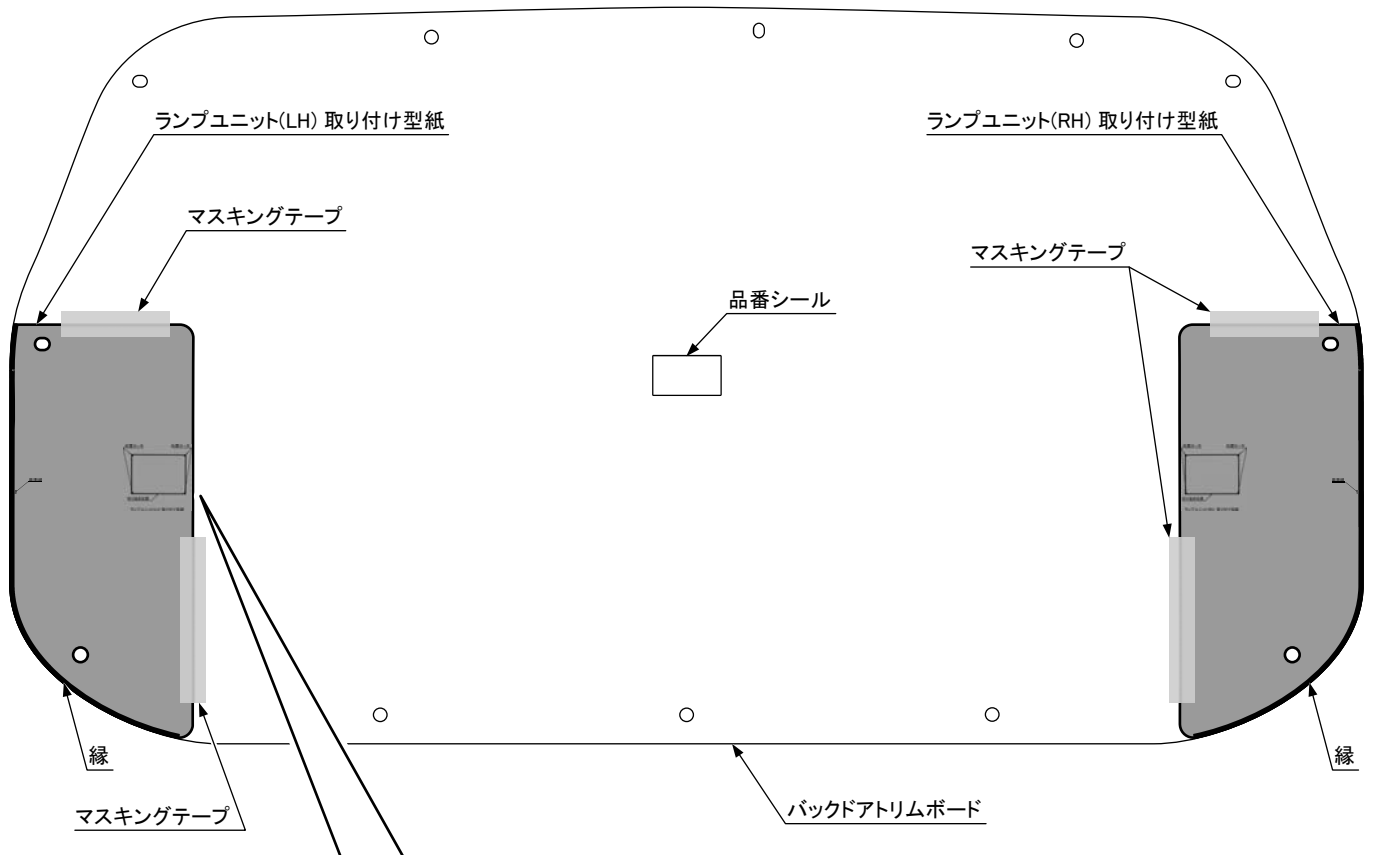 ランプユニット(LH) 取り付け型紙
ランプユニット(RH) 取り付け型紙
マスキングテープ
マスキングテープ
品番シール
縁
縁
マスキングテープ
バックドアトリムボード